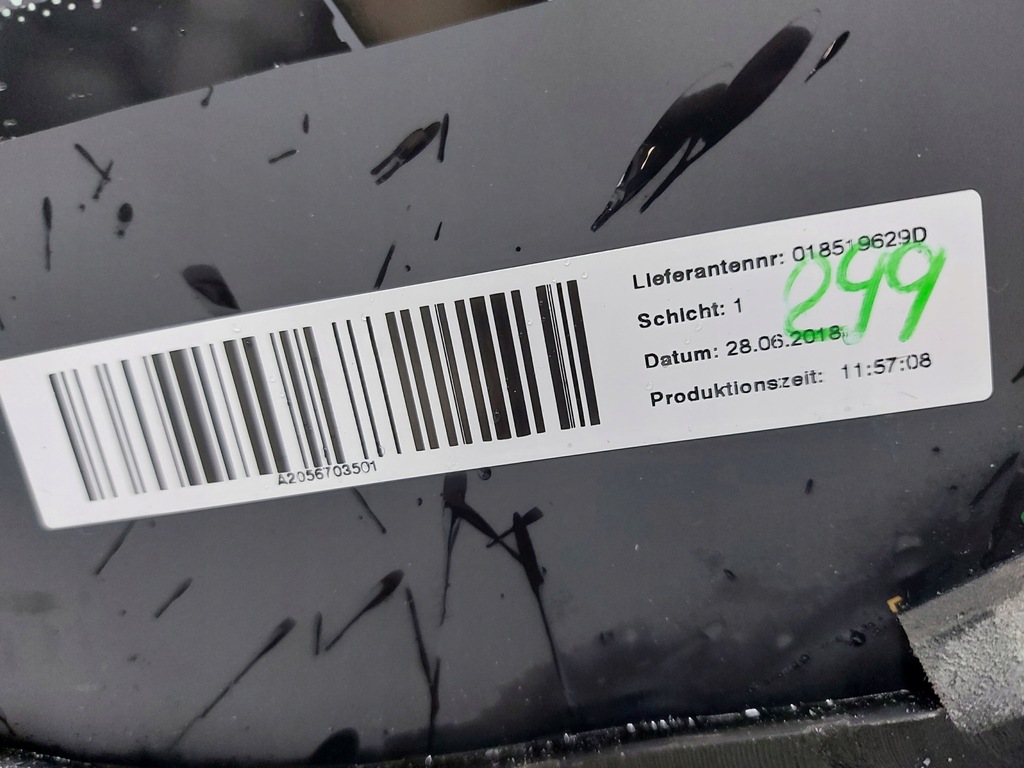 Lieferantennr: 018519629D
Schicht: 1
299
Datum: 28.06.2018
Produktionszeit: 11:57:08
A2056703501